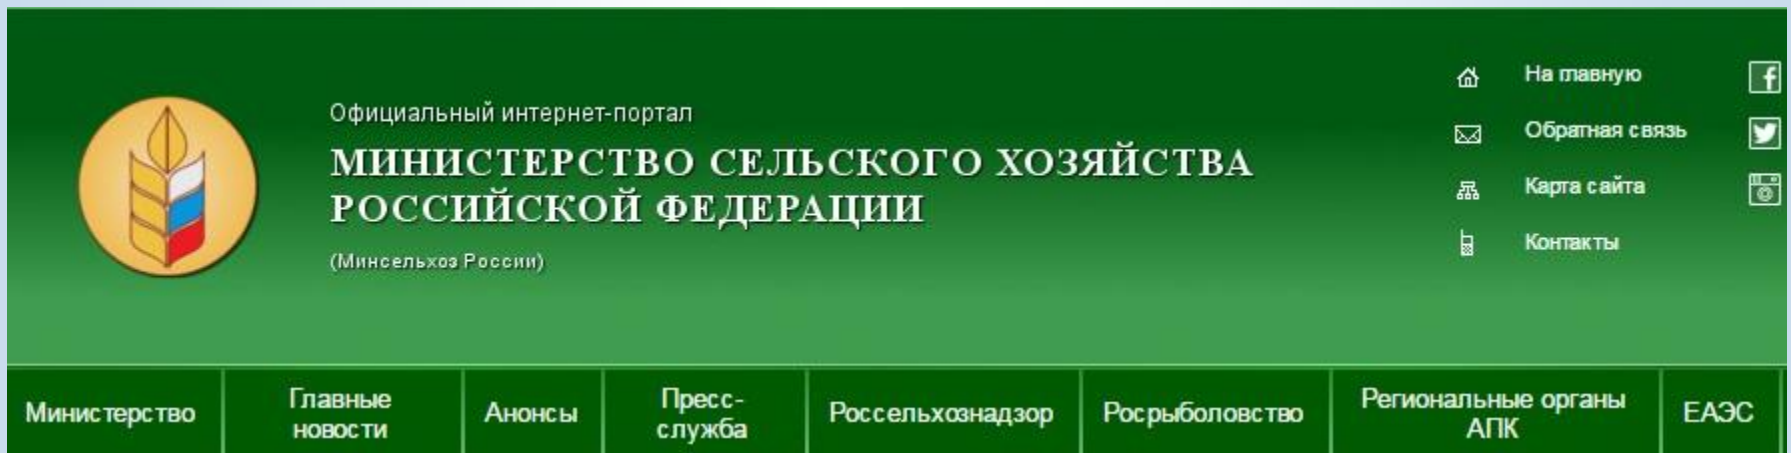 Официальный интернет-портал
МИНИСТЕРСТВО СЕЛЬСКОГО ХОЗЯЙСТВА
РОССИЙСКОЙ ФЕДЕРАЦИИ
(Минсельхоз России)
На главную
Обратная связь
Карта сайта
Контакты
Министерство
Главные
новости
Анонсы
Пресс-
служба
Россельхознадзор
Росрыболовство
Региональные органы
АПК
ЕАЭС